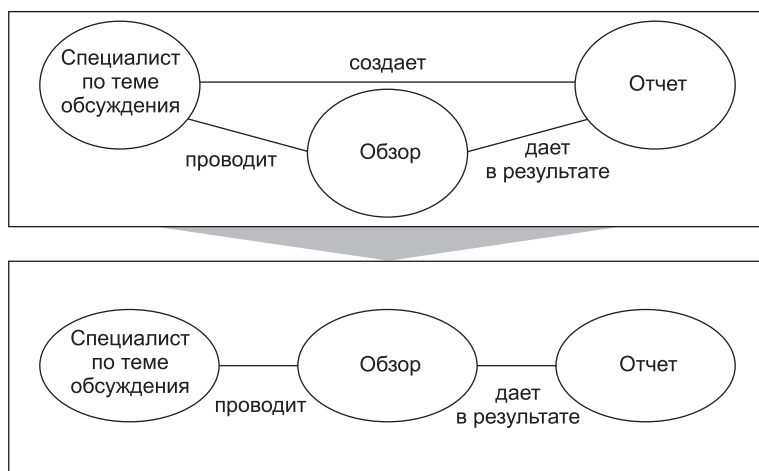 Специалист
по теме
обсуждения
создает
Отчет
Обзор
проводит
дает
в результате
Специалист
по теме
обсуждения
Обзор
Отчет
проводит
дает
в результате